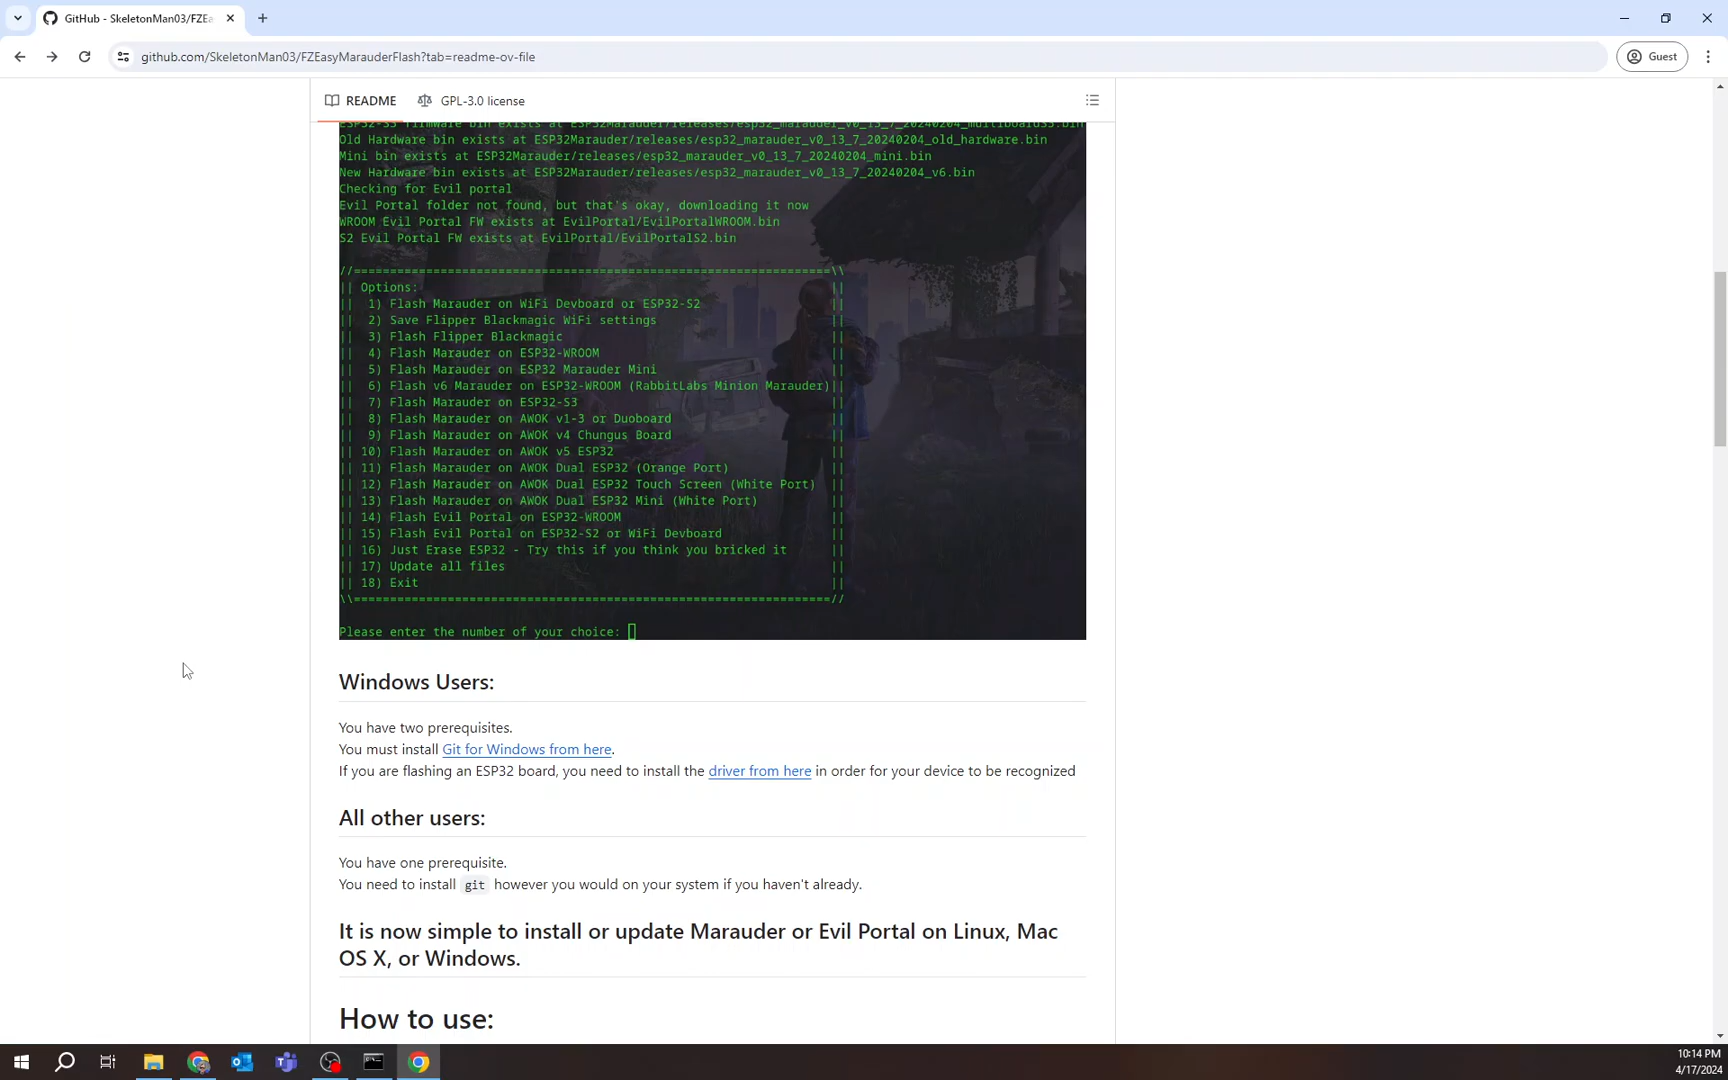 GitHub - SkeletonMan03/FZEa
github.com/SkeletonMan03/FZEasyMarauderFlash?tab=readme-ov-file
Guest
README
GPL-3.0 license
ESP32-S3 firmware bin exists at ESP32Marauder/releases/esp32_marauder_v0_13_7_20240204_multiboardS3.bin
Old Hardware bin exists at ESP32Marauder/releases/esp32_marauder_v0_13_7_20240204_old_hardware.bin
Mini bin exists at ESP32Marauder/releases/esp32_marauder_v0_13_7_20240204_mini.bin
New Hardware bin exists at ESP32Marauder/releases/esp32_marauder_v0_13_7_20240204_v6.bin
Checking for Evil portal
Evil Portal folder not found, but that's okay, downloading it now
WROOM Evil Portal FW exists at EvilPortal/EvilPortalWROOM.bin
S2 Evil Portal FW exists at EvilPortal/EvilPortalS2.bin
//==================================================================\\
|| Options: ||
|| 1) Flash Marauder on WiFi Devboard or ESP32-S2 ||
|| 2) Save Flipper Blackmagic WiFi settings ||
|| 3) Flash Flipper Blackmagic ||
|| 4) Flash Marauder on ESP32-WROOM ||
|| 5) Flash Marauder on ESP32 Marauder Mini ||
|| 6) Flash v6 Marauder on ESP32-WROOM (RabbitLabs Minion Marauder)||
|| 7) Flash Marauder on ESP32-S3 ||
|| 8) Flash Marauder on AWOK v1-3 or Duoboard ||
|| 9) Flash Marauder on AWOK v4 Chungus Board ||
|| 10) Flash Marauder on AWOK v5 ESP32 ||
|| 11) Flash Marauder on AWOK Dual ESP32 (Orange Port) ||
|| 12) Flash Marauder on AWOK Dual ESP32 Touch Screen (White Port) ||
|| 13) Flash Marauder on AWOK Dual ESP32 Mini (White Port) ||
|| 14) Flash Evil Portal on ESP32-WROOM ||
|| 15) Flash Evil Portal on ESP32-S2 or WiFi Devboard ||
|| 16) Just Erase ESP32 - Try this if you think you bricked it ||
|| 17) Update all files ||
|| 18) Exit ||
\\==================================================================//
Please enter the number of your choice:
Windows Users:
You have two prerequisites.
You must install Git for Windows from here.
If you are flashing an ESP32 board, you need to install the driver from here in order for your device to be recognized
All other users:
You have one prerequisite.
You need to install git however you would on your system if you haven't already.
It is now simple to install or update Marauder or Evil Portal on Linux, Mac
OS X, or Windows.
How to use:
10:14 PM
4/17/2024